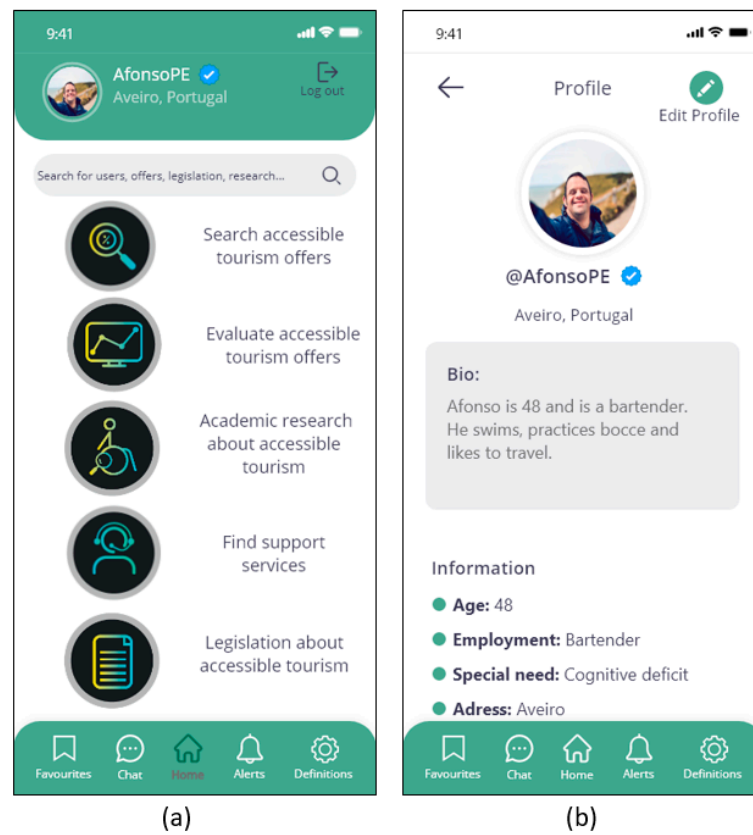 9:41
AfonsoPE
Aveiro, Portugal
Log out
Search for users, offers, legislation, research...
Search accessible
tourism offers
Evaluate accessible
tourism offers
Academic research
about accessible
tourism
Find support
services
Legislation about
accessible tourism
Favourites Chat Home Alerts Definitions
(a)
9:41
Profile
Edit Profile
@AfonsoPE
Aveiro, Portugal
Bio:
Afonso is 48 and is a bartender.
He swims, practices bocce and
likes to travel.
Information
Age: 48
Employment: Bartender
Special need: Cognitive deficit
Adress: Aveiro
Favourites Chat Home Alerts Definitions
(b)